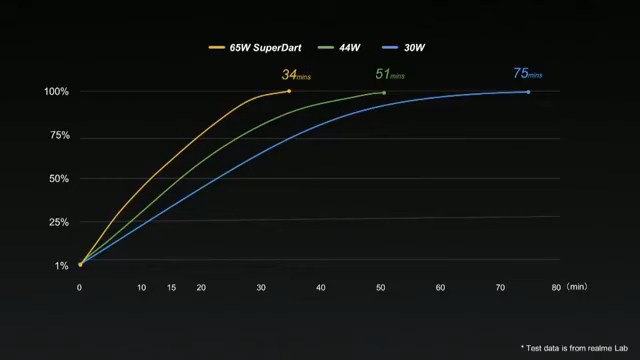 65W SuperDart 44W 30W
34mins 51mins 75mins
100%
75%
50%
25%
1%
0 10 15 20 30 40 50 60 70 80 (min)
* Test data is from realme Lab